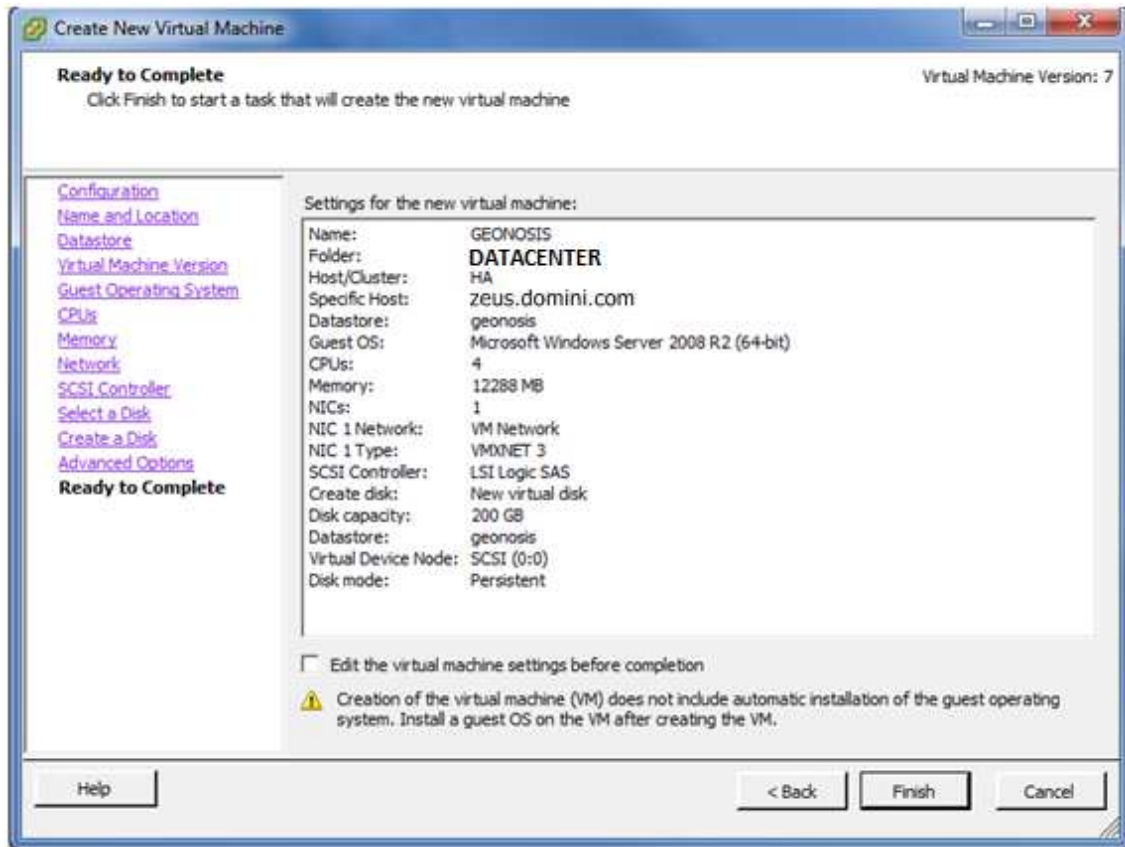 Create New Virtual Machine
Ready to Complete
Virtual Machine Version: 7
Click Finish to start a task that will create the new virtual machine
Configuration
Name and Location
Datastore
Virtual Machine Version
Guest Operating System
CPUs
Memory
Network
SCSI Controller
Select a Disk
Create a Disk
Advanced Options
Ready to Complete
Settings for the new virtual machine:
Name: GEONOSIS
Folder: DATACENTER
Host/Cluster: HA
Specific Host: zeus.domini.com
Datastore: geonosis
Guest OS: Microsoft Windows Server 2008 R2 (64-bit)
CPUs: 4
Memory: 12288 MB
NICs: 1
NIC 1 Network: VM Network
NIC 1 Type: VMXNET 3
SCSI Controller: LSI Logic SAS
Create disk: New virtual disk
Disk capacity: 200 GB
Datastore: geonosis
Virtual Device Node: SCSI (0:0)
Disk mode: Persistent
Edit the virtual machine settings before completion
Creation of the virtual machine (VM) does not include automatic installation of the guest operating
system. Install a guest OS on the VM after creating the VM.
Help
< Back
Finish
Cancel